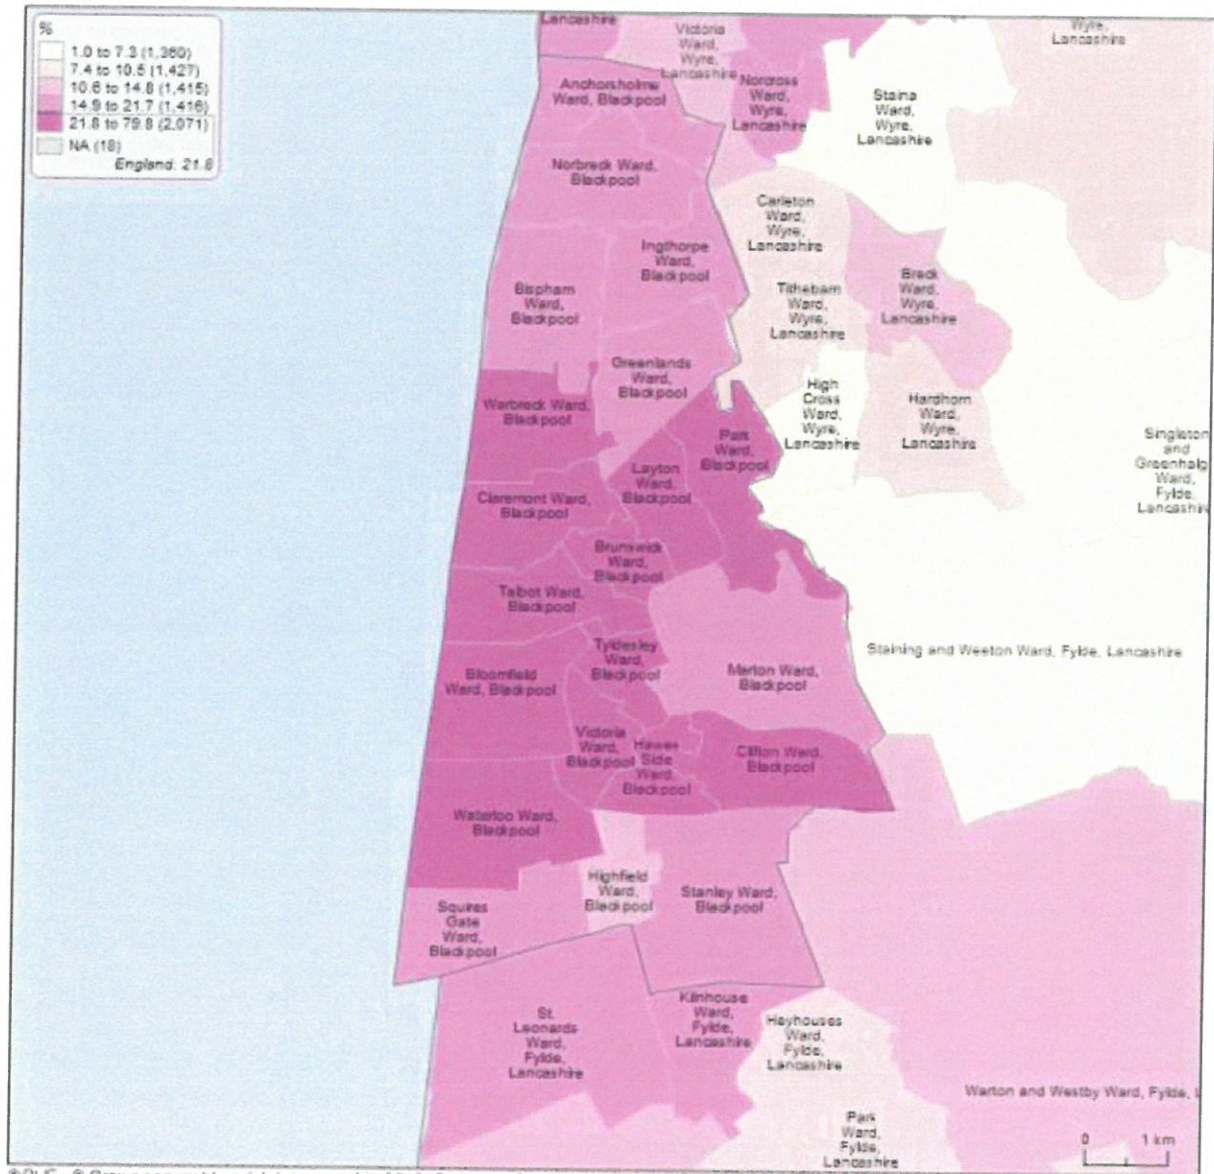 %
1.0 to 7.3 (1,360)
7.4 to 10.5 (1,427)
10.6 to 14.8 (1,415)
14.9 to 21.7 (1,416)
21.8 to 79.8 (2,071)
NA (18)
England: 21.8
Lancashire
Victoria
Ward,
Wyre,
Lancashire
Wyre,
Lancashire
Anchorsholme
Ward, Blackpool
Norcross
Ward,
Wyre,
Lancashire
Staina
Ward,
Wyre,
Lancashire
Norbreck Ward,
Blackpool
Carleton
Ward,
Wyre,
Lancashire
Ingthorpe
Ward,
Blackpool
Bispham
Ward,
Blackpool
Tithebarn
Ward,
Wyre,
Lancashire
Breck
Ward,
Wyre,
Lancashire
Greenlands
Ward,
Blackpool
Warbreck Ward,
Blackpool
High
Cross
Ward,
Wyre,
Lancashire
Hardhorn
Ward,
Wyre,
Lancashire
Park
Ward,
Blackpool
Layton
Ward,
Blackpool
Singleton
and
Greenhalg
Ward,
Fylde,
Lancashire
Claremont Ward,
Blackpool
Brunswick
Ward,
Blackpool
Talbot Ward,
Blackpool
Tyldesley
Ward,
Blackpool
Marton Ward,
Blackpool
Staining and Weeton Ward, Fylde, Lancashire
Bloomfield
Ward, Blackpool
Victoria
Ward,
Blackpool
Hawes
Side
Ward,
Blackpool
Clifton Ward,
Blackpool
Waterloo Ward,
Blackpool
Highfield
Ward,
Blackpool
Stanley Ward,
Blackpool
Squires
Gate
Ward,
Blackpool
St.
Leonards
Ward,
Fylde,
Lancashire
Kilnhouse
Ward,
Fylde,
Lancashire
Heyhouses
Ward,
Fylde,
Lancashire
Warton and Westby Ward, Fylde, L
Park
Ward,
Fylde,
Lancashire
0 1 km